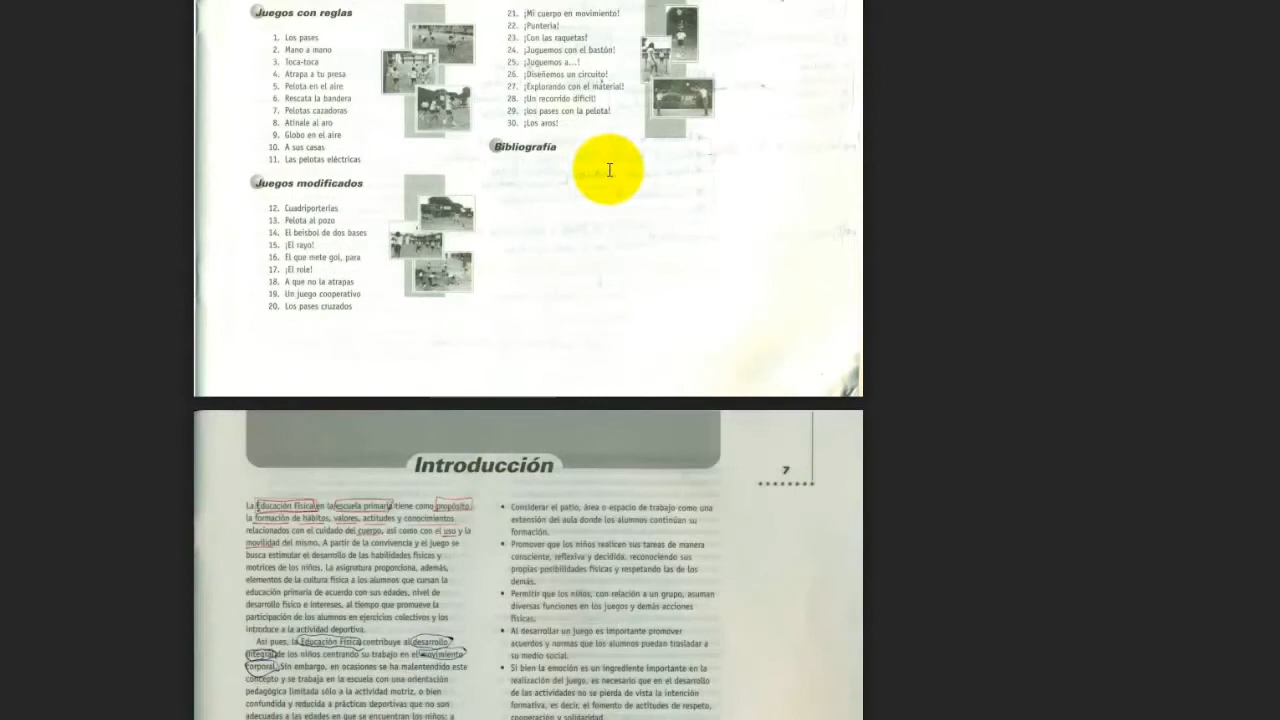 Juegos con reglas
1. Los pases
2. Mano a mano
3. Toca-toca
4. Atrapa a tu presa
5. Pelota en el aire
6. Rescata la bandera
7. Pelotas cazadoras
8. Atínale al aro
9. Globo en el aire
10. A sus casas
11. Las pelotas eléctricas
Juegos modificados
12. Cuadriporterías
13. Pelota al pozo
14. El beisbol de dos bases
15. ¡El rayo!
16. El que mete gol, para
17. ¡El role!
18. A que no la atrapas
19. Un juego cooperativo
20. Los pases cruzados
21. ¡Mi cuerpo en movimiento!
22. ¡Puntería!
23. ¡Con las raquetas!
24. ¡Juguemos con el bastón!
25. ¡Juguemos a...!
26. ¡Diseñemos un circuito!
27. ¡Explorando con el material!
28. ¡Un recorrido difícil!
29. ¡los pases con la pelota!
30. ¡Los aros!
Bibliografía
Introducción
7
La Educación Física en la escuela primaria tiene como propósito
la formación de hábitos, valores, actitudes y conocimientos
relacionados con el cuidado del cuerpo, así como con el uso y la
movilidad del mismo. A partir de la convivencia y el juego se
busca estimular el desarrollo de las habilidades físicas y
motrices de los niños. La asignatura proporciona, además,
elementos de la cultura física a los alumnos que cursan la
educación primaria de acuerdo con sus edades, nivel de
desarrollo físico e intereses, al tiempo que promueve la
participación de los alumnos en ejercicios colectivos y los
introduce a la actividad deportiva.
Así pues, la Educación Física contribuye al desarrollo
integral de los niños centrando su trabajo en el movimiento
corporal. Sin embargo, en ocasiones se ha malentendido este
concepto y se trabaja en la escuela con una orientación
pedagógica limitada sólo a la actividad motriz, o bien
confundida y reducida a prácticas deportivas que no son
adecuadas a las edades en que se encuentran los niños; a
• Considerar el patio, área o espacio de trabajo como una
extensión del aula donde los alumnos continúan su
formación.
• Promover que los niños realicen sus tareas de manera
consciente, reflexiva y decidida, reconociendo sus
propias posibilidades físicas y respetando las de los
demás.
• Permitir que los niños, con relación a un grupo, asuman
diversas funciones en los juegos y demás acciones
físicas.
• Al desarrollar un juego es importante promover
acuerdos y normas que los alumnos puedan trasladar a
su medio social.
• Si bien la emoción es un ingrediente importante en la
realización del juego, es necesario que en el desarrollo
de las actividades no se pierda de vista la intención
formativa, es decir, el fomento de actitudes de respeto,
cooperación y solidaridad.